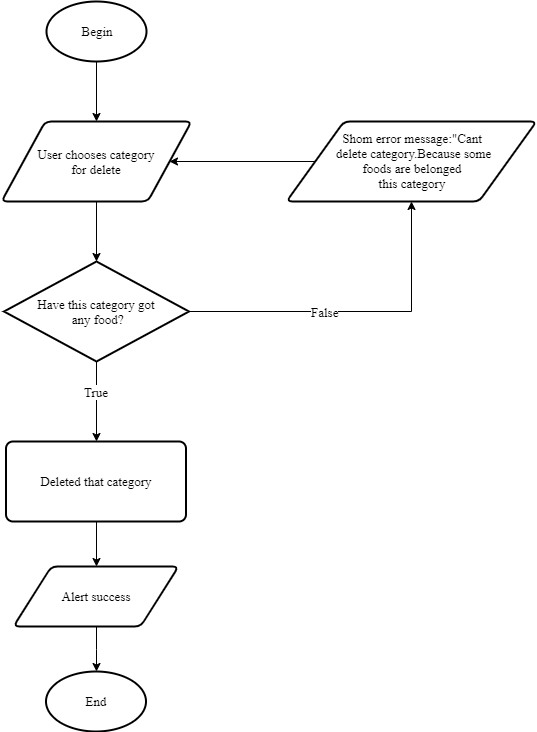 Begin
User chooses category
for delete
Shom error message:"Cant
delete category.Because some
foods are belonged
this category
Have this category got
any food?
False
True
Deleted that category
Alert success
End